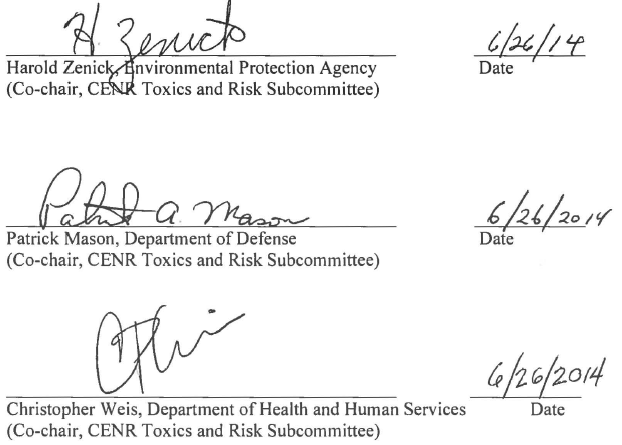 H. Zenick 6/26/14
Harold Zenick, Environmental Protection Agency Date
(Co-chair, CENR Toxics and Risk Subcommittee)
Patrick A. Mason 6/26/2014
Patrick Mason, Department of Defense Date
(Co-chair, CENR Toxics and Risk Subcommittee)
6/26/2014
Christopher Weis, Department of Health and Human Services Date
(Co-chair, CENR Toxics and Risk Subcommittee)